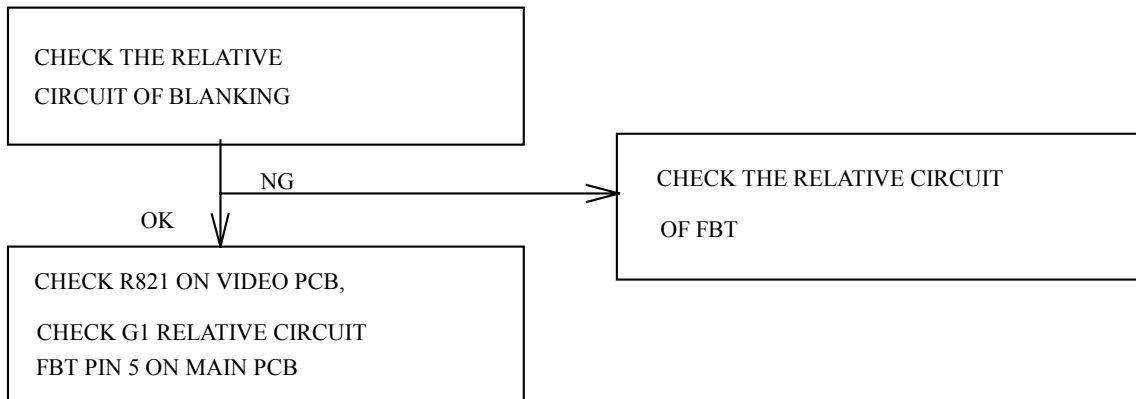 CHECK THE RELATIVE
CIRCUIT OF BLANKING
NG
CHECK THE RELATIVE CIRCUIT
OF FBT
OK
CHECK R821 ON VIDEO PCB,
CHECK G1 RELATIVE CIRCUIT
FBT PIN 5 ON MAIN PCB